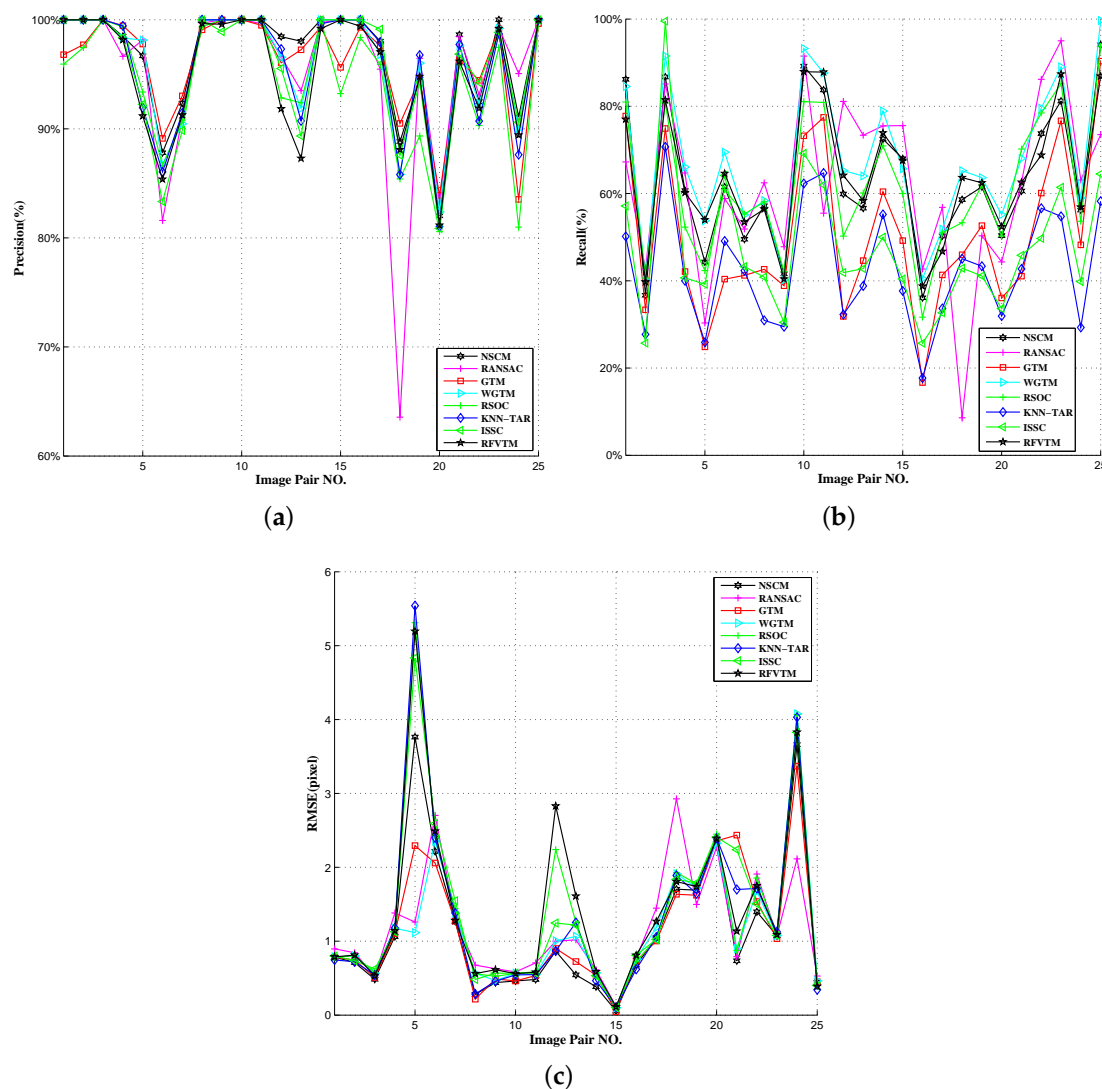 100%
90%
80%
70%
60%
Precision(%)
5
10
15
20
25
Image Pair NO.
NSCM
RANSAC
GTM
WGTM
RSOC
KNN-TAR
ISSC
RFVTM
(a)
100%
80%
60%
40%
20%
0%
Recall(%)
5
10
15
20
25
Image Pair NO.
NSCM
RANSAC
GTM
WGTM
RSOC
KNN-TAR
ISSC
RFVTM
(b)
6
5
4
3
2
1
0
RMSE(pixel)
5
10
15
20
25
Image Pair NO.
NSCM
RANSAC
GTM
WGTM
RSOC
KNN-TAR
ISSC
RFVTM
(c)